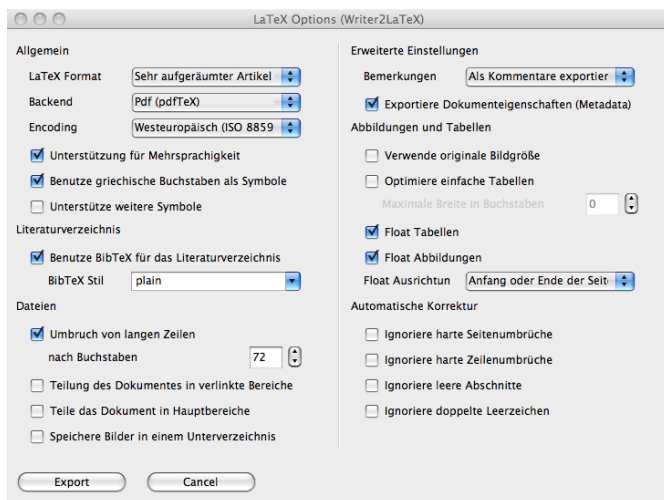 LaTeX Options (Writer2LaTeX)
Allgemein
LaTeX Format Sehr aufgeräumter Artikel
Backend Pdf (pdfTeX)
Encoding Westeuropäisch (ISO 8859
Unterstützung für Mehrsprachigkeit
Benutze griechische Buchstaben als Symbole
Unterstütze weitere Symbole
Literaturverzeichnis
Benutze BibTeX für das Literaturverzeichnis
BibTeX Stil plain
Dateien
Umbruch von langen Zeilen
nach Buchstaben 72
Teilung des Dokumentes in verlinkte Bereiche
Teile das Dokument in Hauptbereiche
Speichere Bilder in einem Unterverzeichnis
Erweiterte Einstellungen
Bemerkungen Als Kommentare exportier
Exportiere Dokumenteigenschaften (Metadata)
Abbildungen und Tabellen
Verwende originale Bildgröße
Optimiere einfache Tabellen
Maximale Breite in Buchstaben 0
Float Tabellen
Float Abbildungen
Float Ausrichtun Anfang oder Ende der Seit
Automatische Korrektur
Ignoriere harte Seitenumbrüche
Ignoriere harte Zeilenumbrüche
Ignoriere leere Abschnitte
Ignoriere doppelte Leerzeichen
Export Cancel